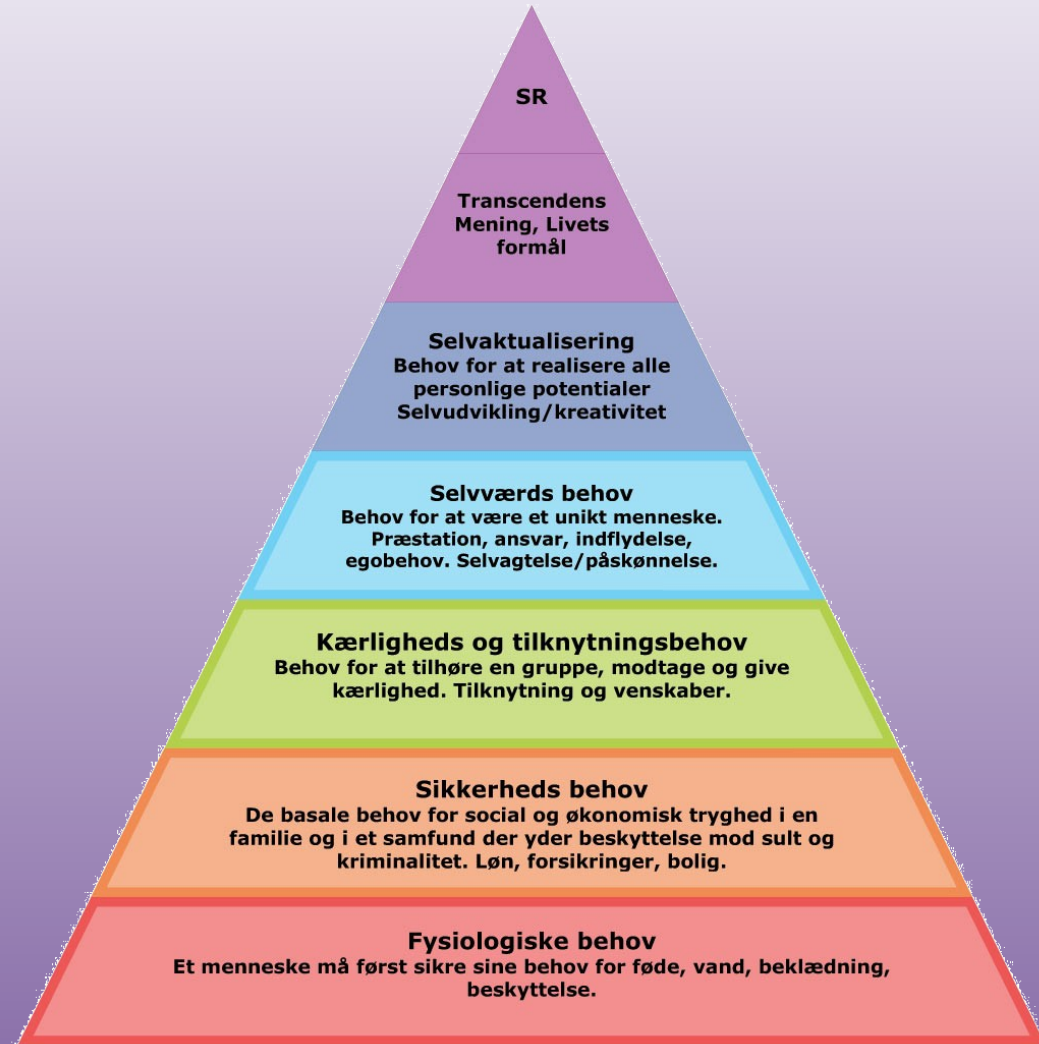 SR
Transcendens
Mening, Livets
formål
Selvaktualisering
Behov for at realisere alle
personlige potentialer
Selvudvikling/kreativitet
Selvværds behov
Behov for at være et unikt menneske.
Præstation, ansvar, indflydelse,
egobehov. Selvagtelse/påskønnelse.
Kærligheds og tilknytningsbehov
Behov for at tilhøre en gruppe, modtage og give
kærlighed. Tilknytning og venskaber.
Sikkerheds behov
De basale behov for social og økonomisk tryghed i en
familie og i et samfund der yder beskyttelse mod sult og
kriminalitet. Løn, forsikringer, bolig.
Fysiologiske behov
Et menneske må først sikre sine behov for føde, vand, beklædning,
beskyttelse.